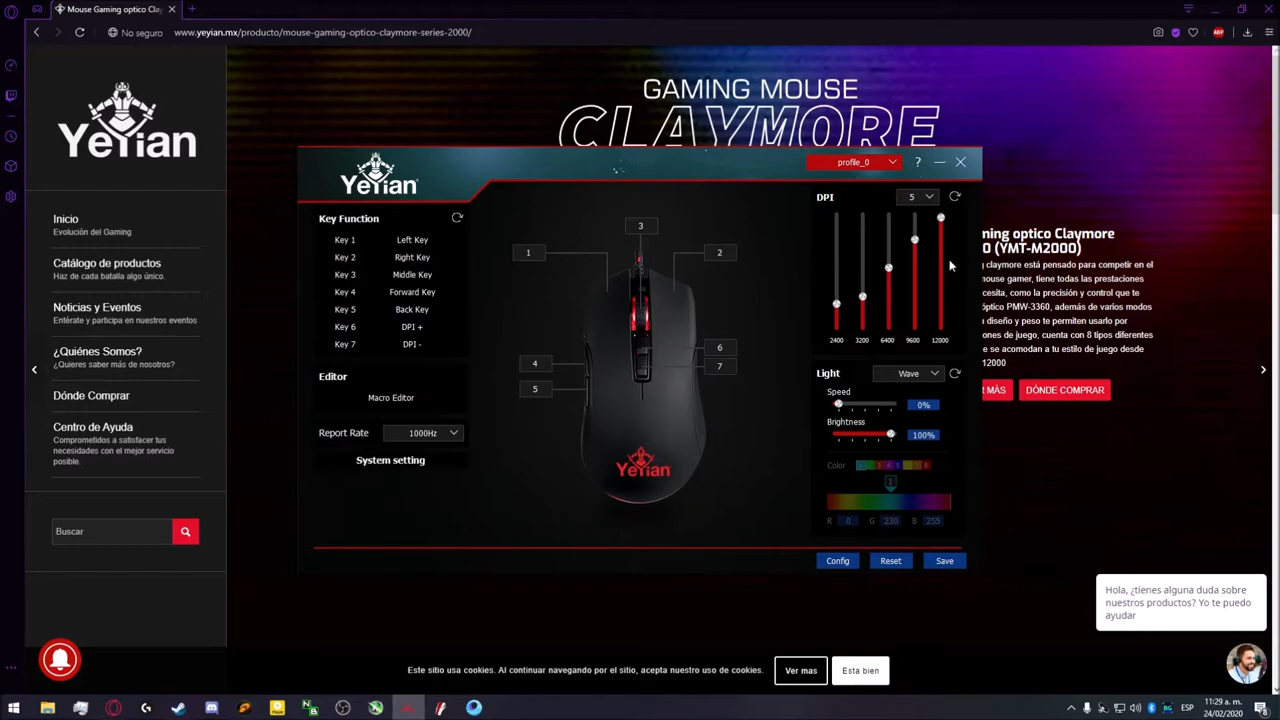 Mouse Gaming optico Clay
No seguro
www.yeyian.mx/producto/mouse-gaming-optico-claymore-series-2000/
YeYian
Inicio
Evolución del Gaming
Catálogo de productos
Haz de cada batalla algo único.
Noticias y Eventos
Entérate y participa en nuestros eventos
¿Quiénes Somos?
¿Quieres saber más de nosotros?
Dónde Comprar
Centro de Ayuda
Comprometidos a satisfacer tus
necesidades con el mejor servicio
posible.
Buscar
GAMING MOUSE
CLAYMORE
YeYian
profile_0
?
Key Function
Key 1 Left Key
Key 2 Right Key
Key 3 Middle Key
Key 4 Forward Key
Key 5 Back Key
Key 6 DPI +
Key 7 DPI -
Editor
Macro Editor
Report Rate 1000Hz
System setting
3
1
2
6
4
7
5
YeYian
DPI 5
2400 3200 6400 9600 12000
Light Wave
Speed
0%
Brightness
100%
Color
1
R 0 G 230 B 255
Config Reset Save
ming optico Claymore
0 (YMT-M2000)
claymore está pensado para competir en el
mouse gamer, tiene todas las prestaciones
cesita, como la precisión y control que te
óptico PMW-3360, además de varios modos
u diseño y peso te permiten usarlo por
ones de juego, cuenta con 8 tipos diferentes
e se acomodan a tu estilo de juego desde
12000
R MÁS
DÓNDE COMPRAR
Hola, ¿tienes alguna duda sobre
nuestros productos? Yo te puedo
ayudar
Este sitio usa cookies. Al continuar navegando por el sitio, acepta nuestro uso de cookies.
Ver mas
Esta bien
ESP
11:29 a. m.
24/02/2020